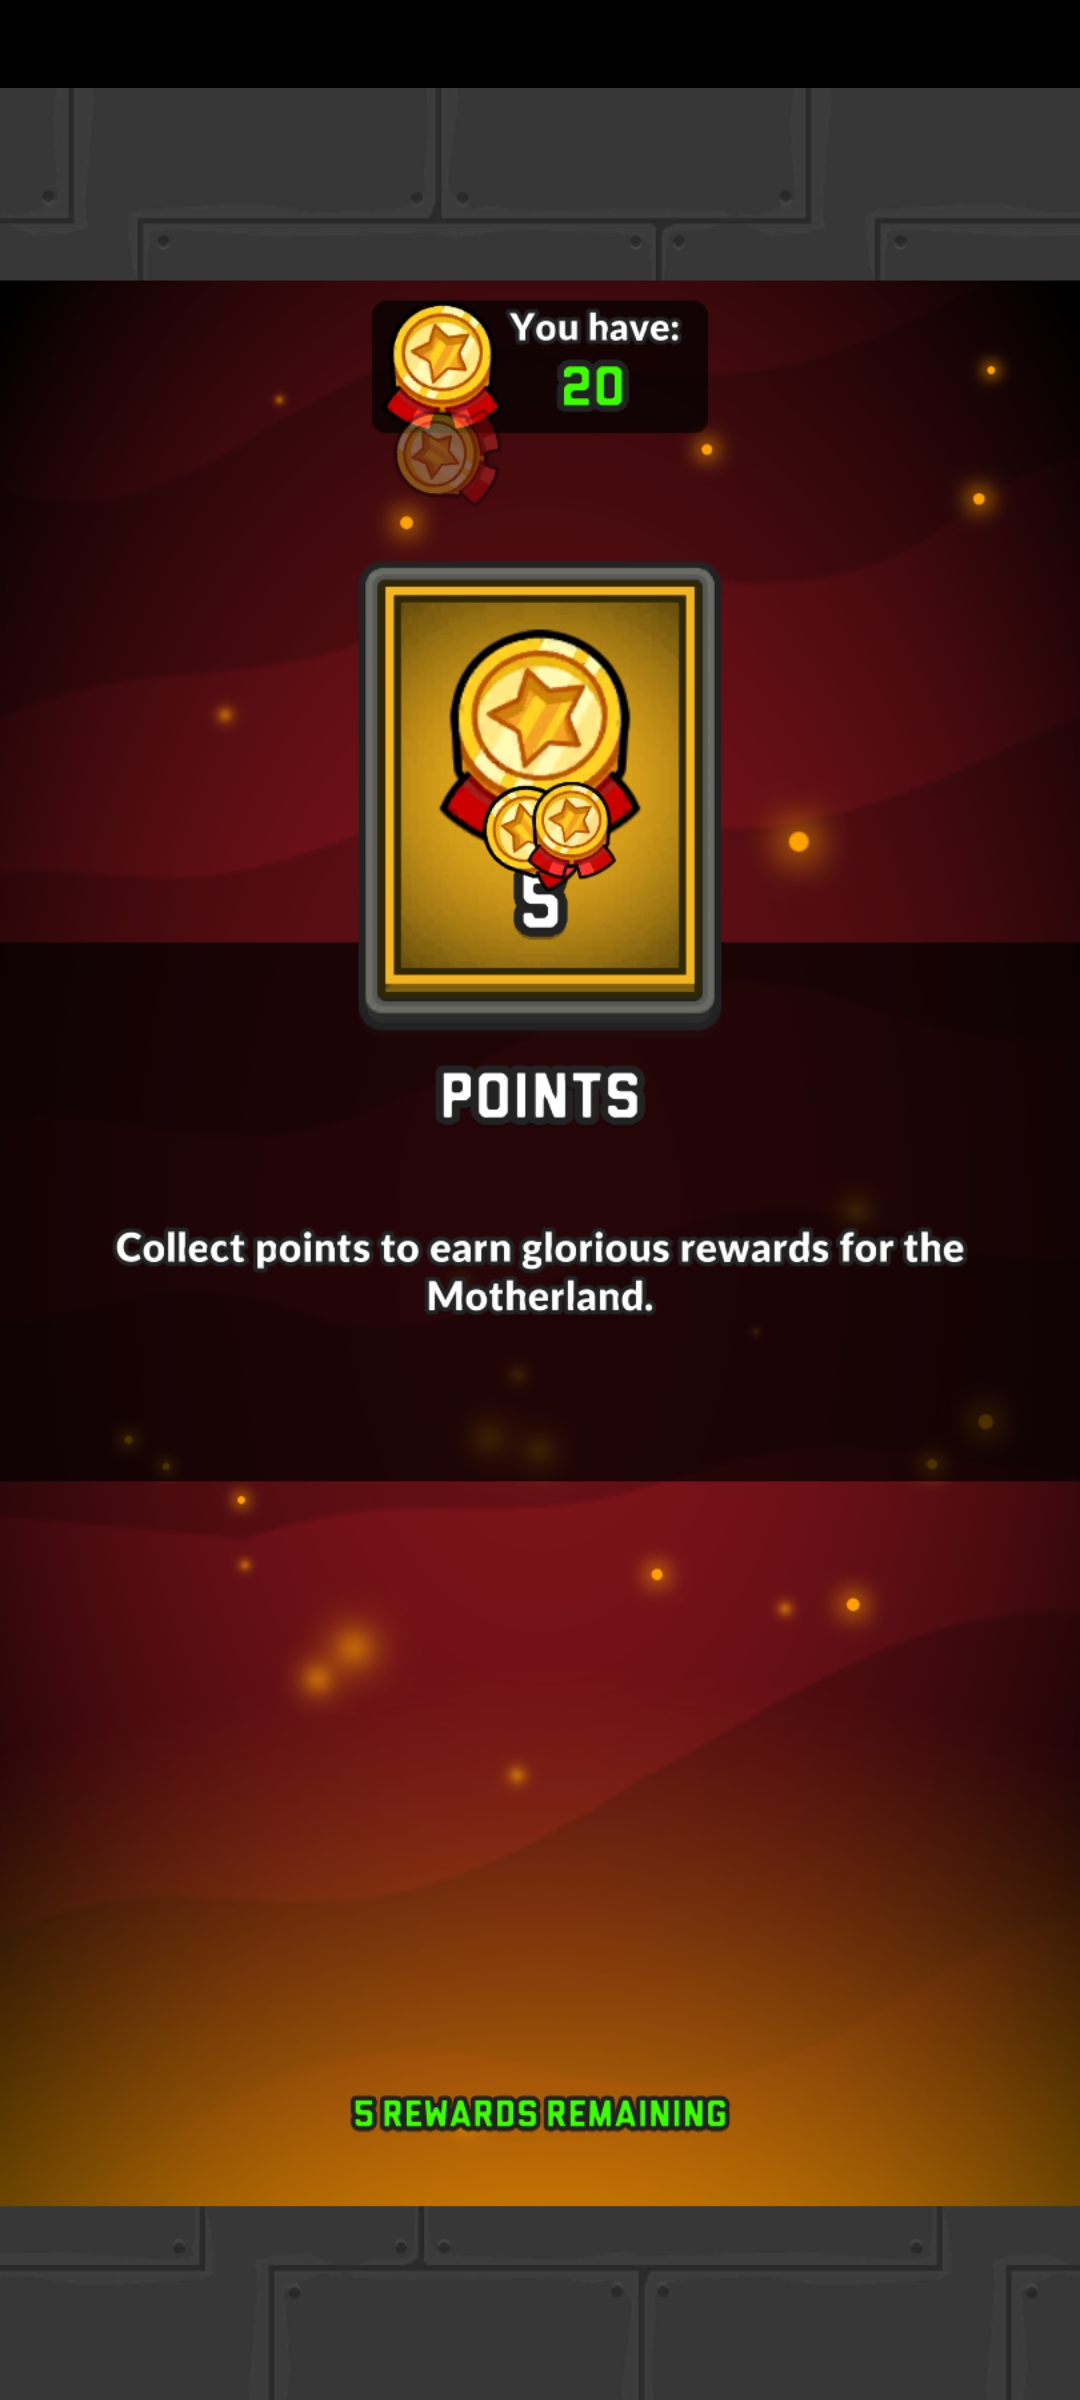 You have:
20
5
POINTS
Collect points to earn glorious rewards for the
Motherland.
5 REWARDS REMAINING